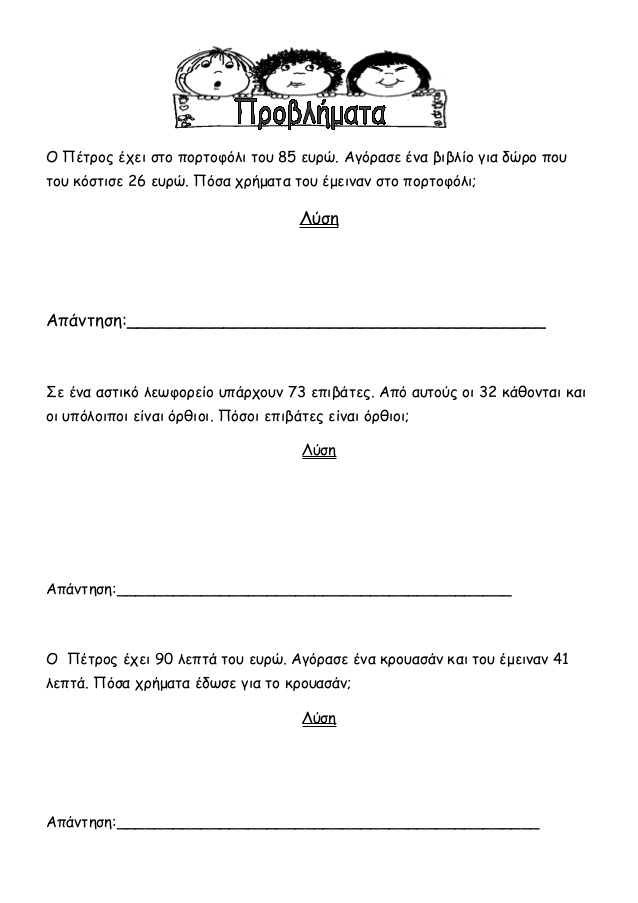 Προβλήματα
Ο Πέτρος έχει στο πορτοφόλι του 85 ευρώ. Αγόρασε ένα βιβλίο για δώρο που
του κόστισε 26 ευρώ. Πόσα χρήματα του έμειναν στο πορτοφόλι;
Λύση
Απάντηση:________________________________________
Σε ένα αστικό λεωφορείο υπάρχουν 73 επιβάτες. Από αυτούς οι 32 κάθονται και
οι υπόλοιποι είναι όρθιοι. Πόσοι επιβάτες είναι όρθιοι;
Λύση
Απάντηση:__________________________________________
Ο Πέτρος έχει 90 λεπτά του ευρώ. Αγόρασε ένα κρουασάν και του έμειναν 41
λεπτά. Πόσα χρήματα έδωσε για το κρουασάν;
Λύση
Απάντηση:_____________________________________________